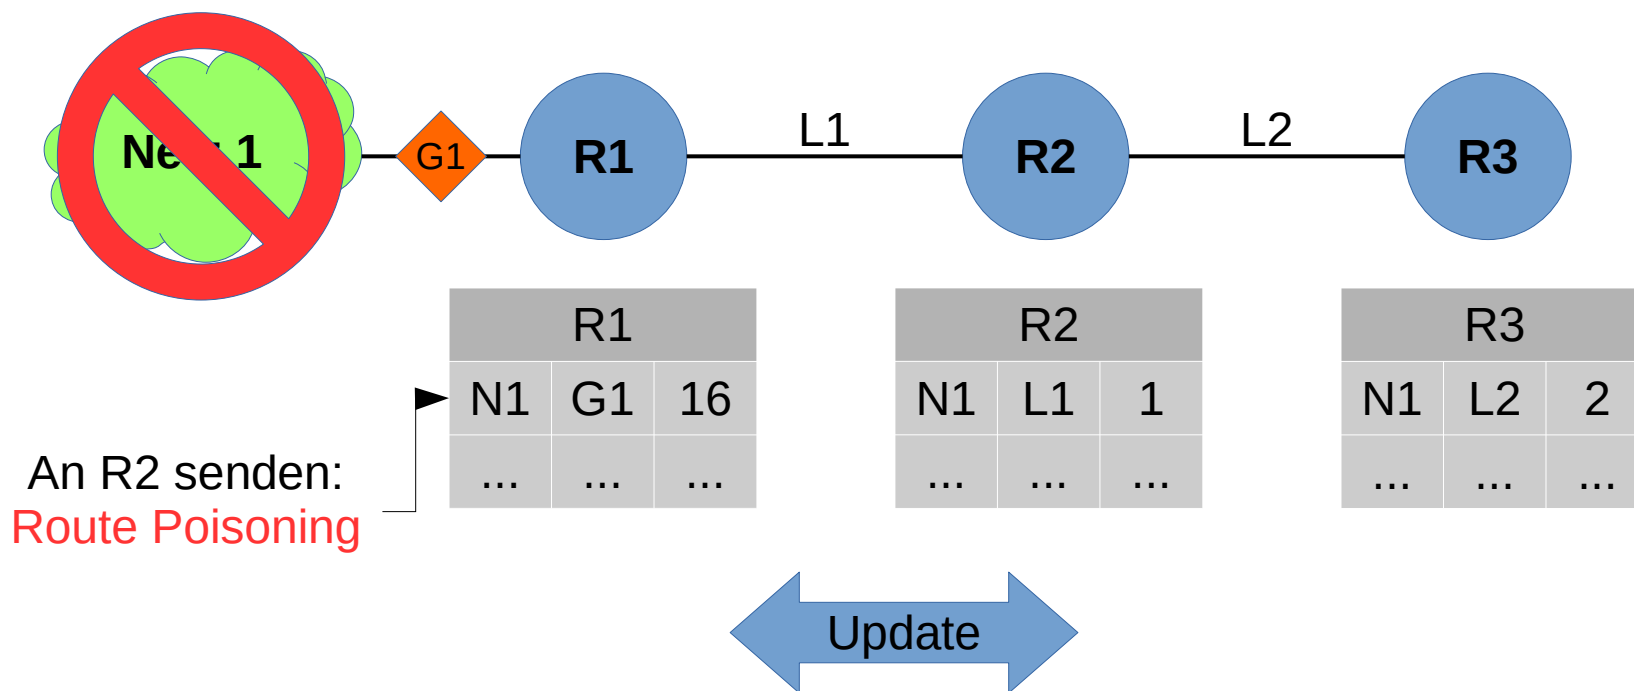 1
G1
R1
L1
R2
L2
R3
R1
N1 G1 16
... ... ...
R2
N1 L1 1
... ... ...
R3
N1 L2 2
... ... ...
An R2 senden:
Route Poisoning
Update